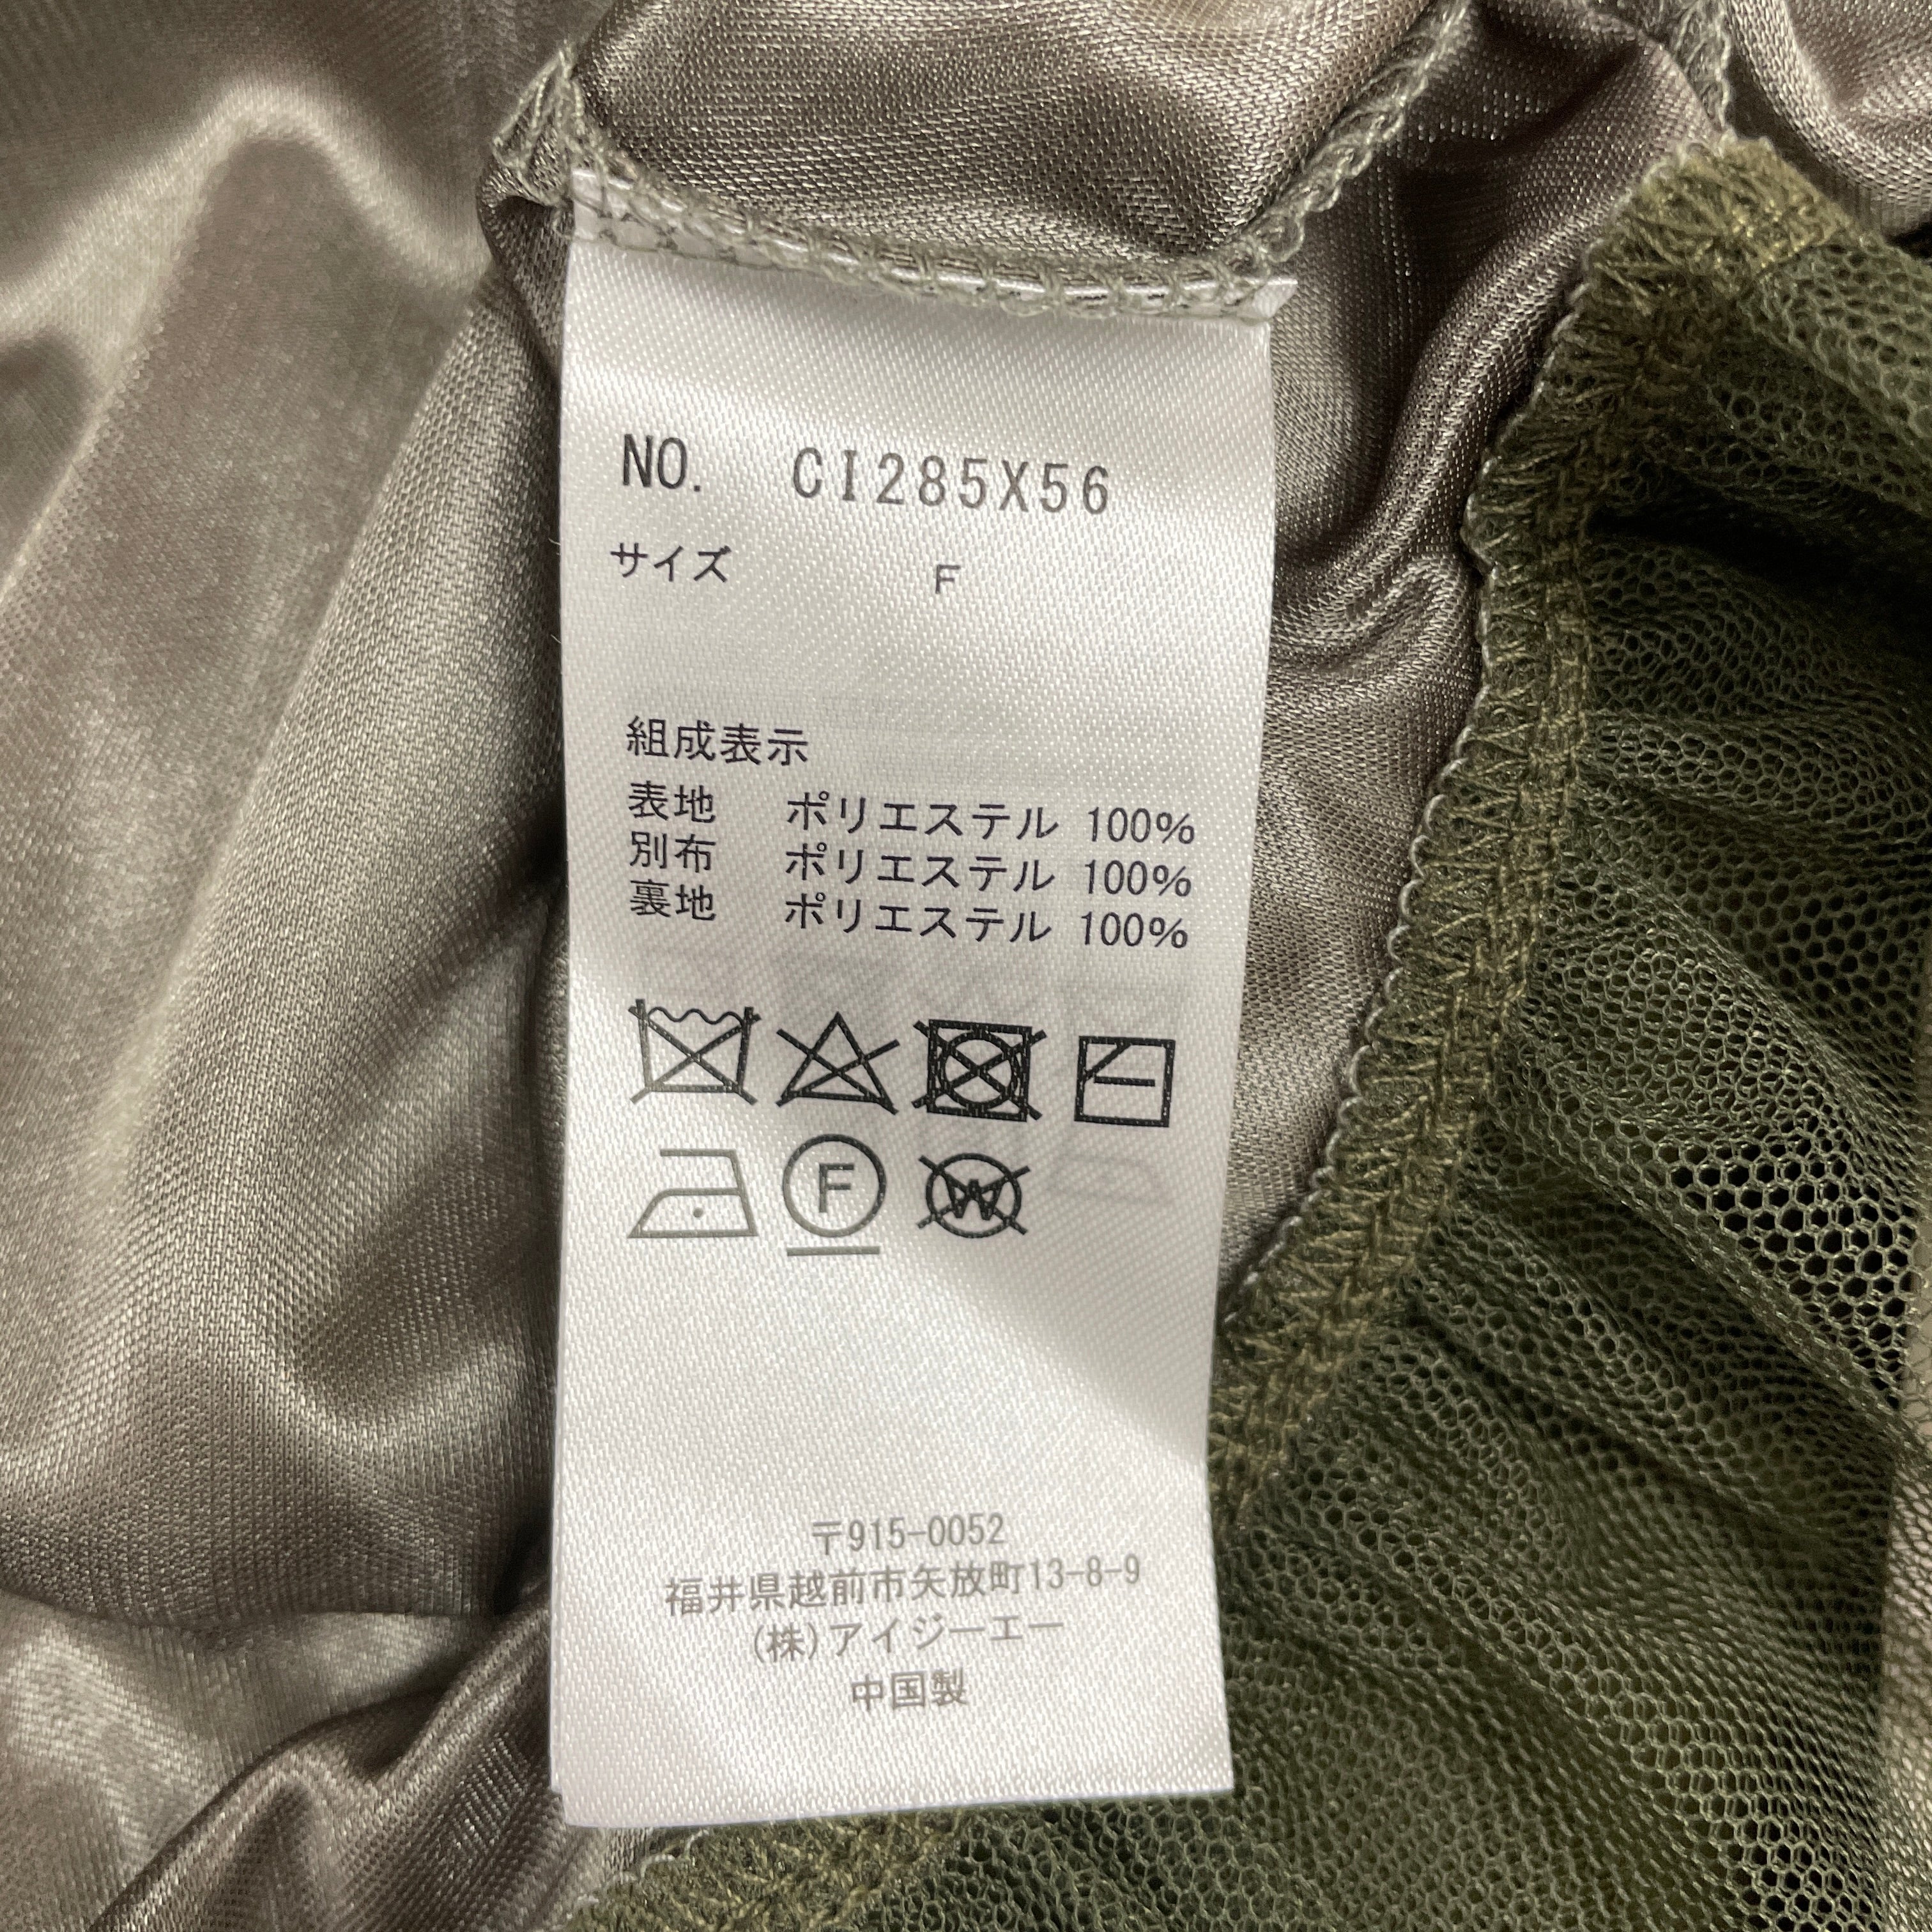 NO. CI285X56
サイズ F
組成表示
表地 ポリエステル 100%
別布 ポリエステル 100%
裏地 ポリエステル 100%
F W
〒915-0052
福井県越前市矢放町13-8-9
(株)アイジーエー
中国製